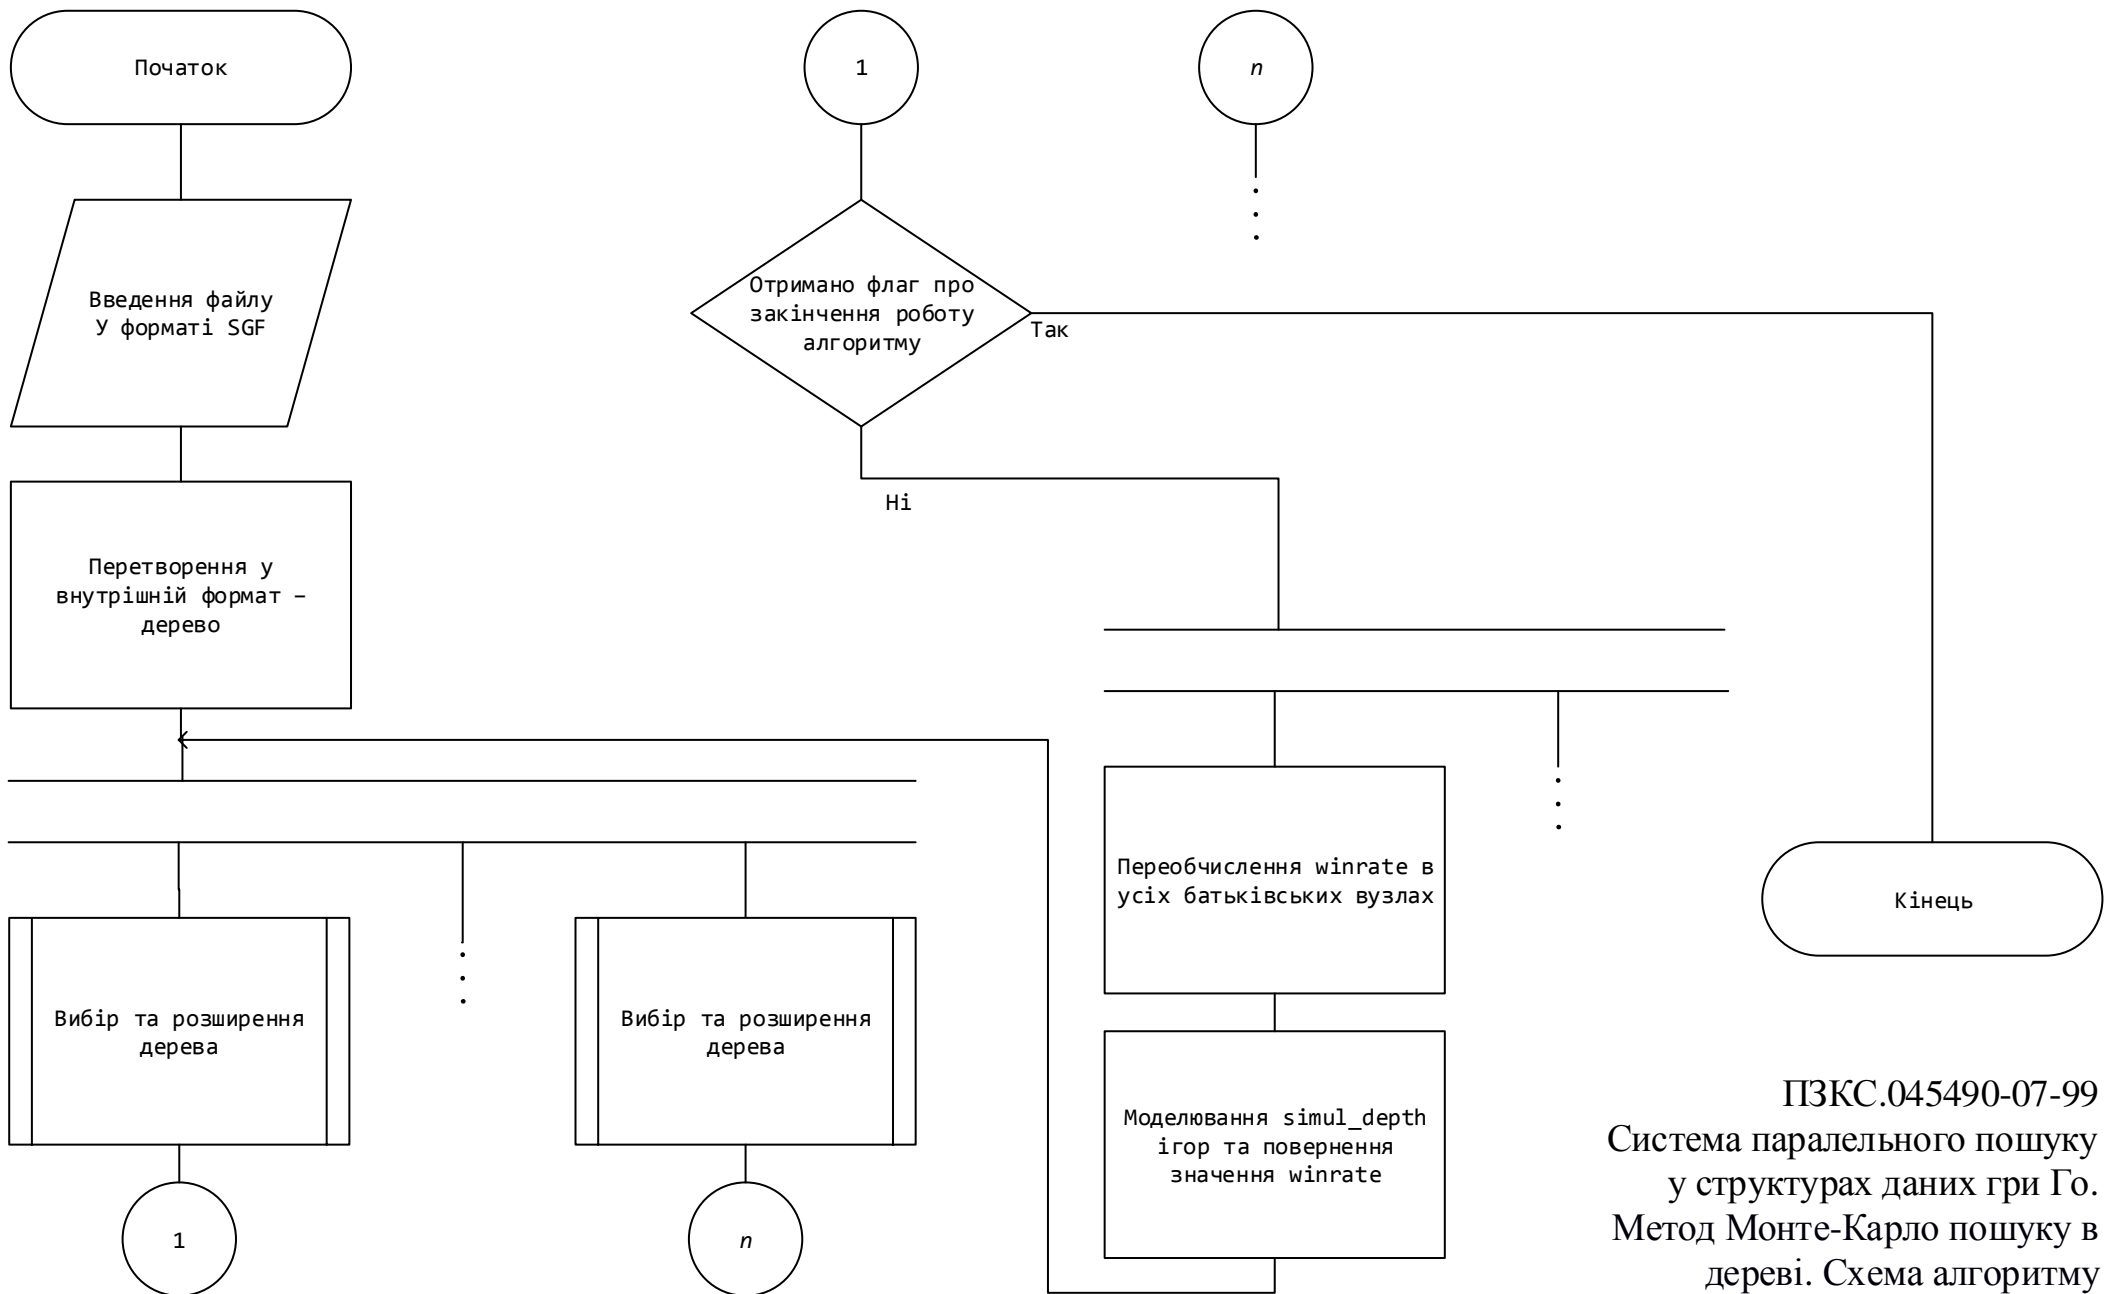 Початок
Введення файлу
У форматі SGF
Перетворення у
внутрішній формат –
дерево
Вибір та розширення
дерева
1
Вибір та розширення
дерева
n
1
n
Отримано флаг про
закінчення роботу
алгоритму
Так
Ні
Переобчислення winrate в
усіх батьківських вузлах
Моделювання simul_depth
ігор та повернення
значення winrate
Кінець
ПЗКС.045490-07-99
Система паралельного пошуку
у структурах даних гри Го.
Метод Монте-Карло пошуку в
дереві. Схема алгоритму